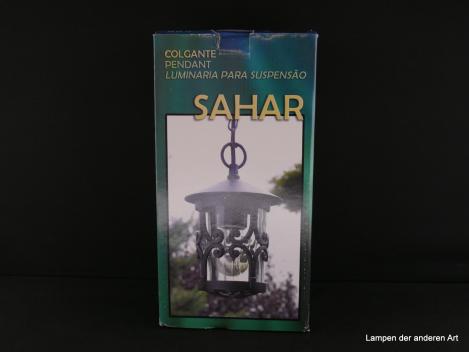 COLGANTE
PENDANT
LUMINARIA PARA SUSPENSÃO
SAHAR
Lampen der anderen Art